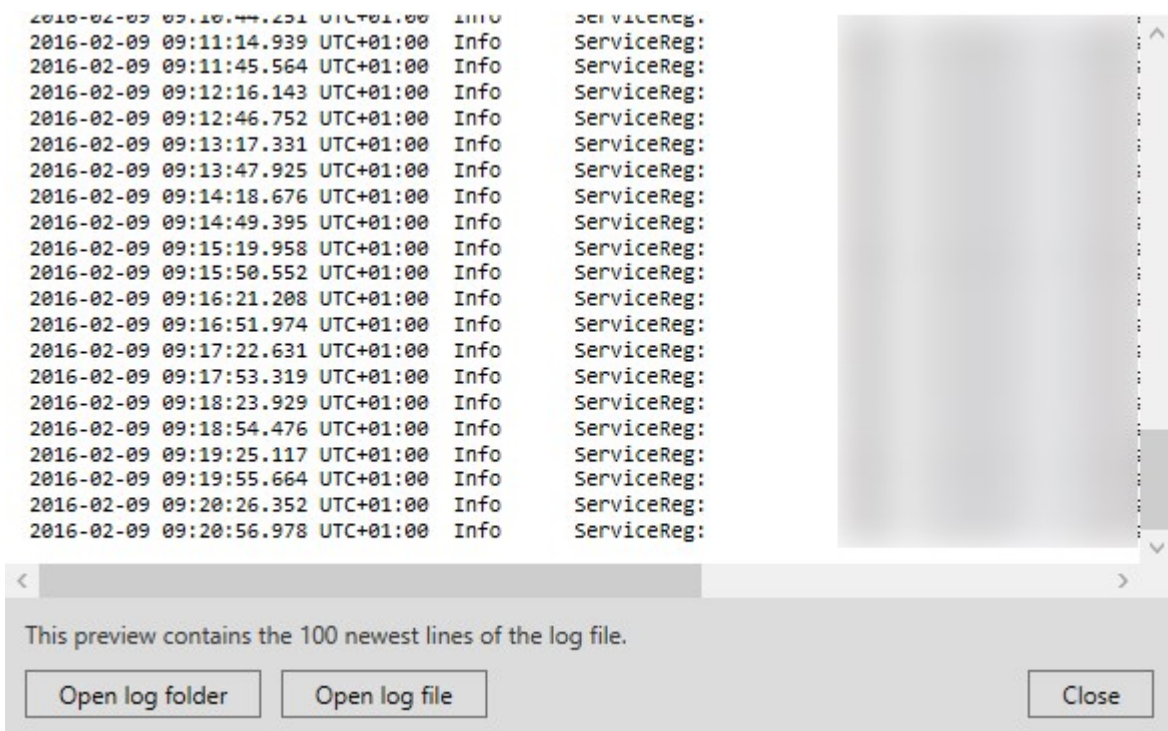 2016-02-09 09:10:44.251 UTC+01:00 Info ServiceReg:
2016-02-09 09:11:14.939 UTC+01:00 Info ServiceReg:
2016-02-09 09:11:45.564 UTC+01:00 Info ServiceReg:
2016-02-09 09:12:16.143 UTC+01:00 Info ServiceReg:
2016-02-09 09:12:46.752 UTC+01:00 Info ServiceReg:
2016-02-09 09:13:17.331 UTC+01:00 Info ServiceReg:
2016-02-09 09:13:47.925 UTC+01:00 Info ServiceReg:
2016-02-09 09:14:18.676 UTC+01:00 Info ServiceReg:
2016-02-09 09:14:49.395 UTC+01:00 Info ServiceReg:
2016-02-09 09:15:19.958 UTC+01:00 Info ServiceReg:
2016-02-09 09:15:50.552 UTC+01:00 Info ServiceReg:
2016-02-09 09:16:21.208 UTC+01:00 Info ServiceReg:
2016-02-09 09:16:51.974 UTC+01:00 Info ServiceReg:
2016-02-09 09:17:22.631 UTC+01:00 Info ServiceReg:
2016-02-09 09:17:53.319 UTC+01:00 Info ServiceReg:
2016-02-09 09:18:23.929 UTC+01:00 Info ServiceReg:
2016-02-09 09:18:54.476 UTC+01:00 Info ServiceReg:
2016-02-09 09:19:25.117 UTC+01:00 Info ServiceReg:
2016-02-09 09:19:55.664 UTC+01:00 Info ServiceReg:
2016-02-09 09:20:26.352 UTC+01:00 Info ServiceReg:
2016-02-09 09:20:56.978 UTC+01:00 Info ServiceReg:
This preview contains the 100 newest lines of the log file.
Open log folder
Open log file
Close